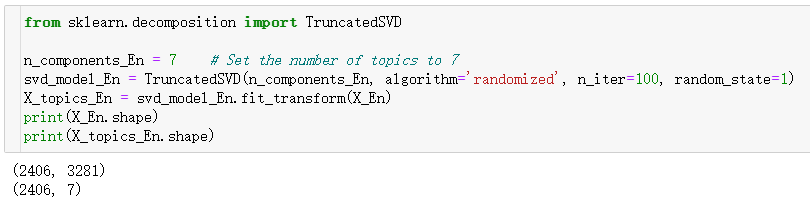 from sklearn.decomposition import TruncatedSVD
n_components_En = 7    # Set the number of topics to 7
svd_model_En = TruncatedSVD(n_components_En, algorithm='randomized', n_iter=100, random_state=1)
X_topics_En = svd_model_En.fit_transform(X_En)
print(X_En.shape)
print(X_topics_En.shape)
(2406, 3281)
(2406, 7)